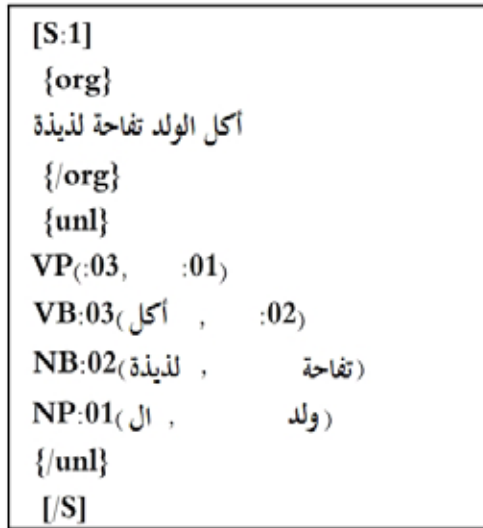 [S:1]
{org}
أكل الولد تفاحة لذيذة
{/org}
{unl}
VP(:03, :01)
VB:03(أكل , :02)
NB:02(تفاحة , لذيذة)
NP:01(ولد , ال)
{/unl}
[/S]